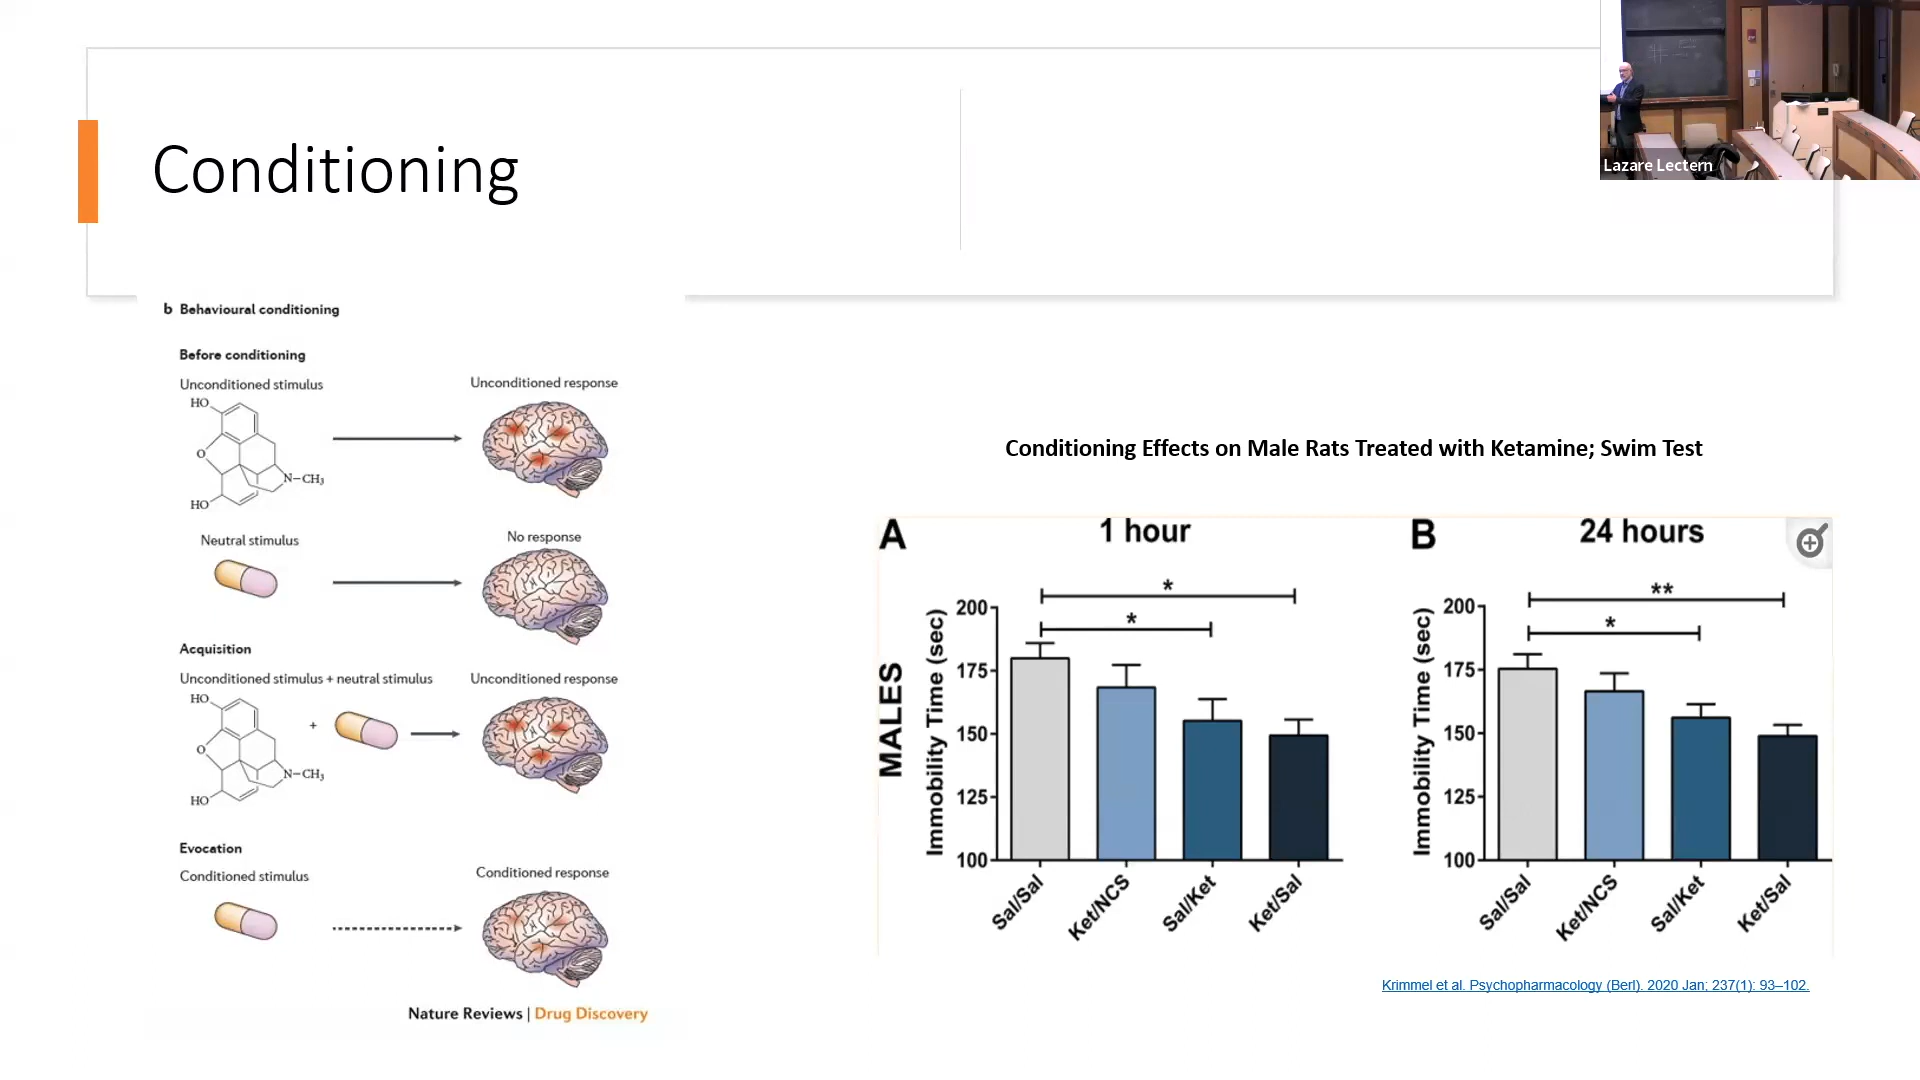 Conditioning
Lazare Lectern
b Behavioural conditioning
Before conditioning
Unconditioned stimulus
Unconditioned response
HO
O
N–CH₃
HO
Neutral stimulus
No response
Acquisition
Unconditioned stimulus + neutral stimulus
Unconditioned response
HO
+
O
N–CH₃
HO
Evocation
Conditioned stimulus
Conditioned response
Nature Reviews | Drug Discovery
Conditioning Effects on Male Rats Treated with Ketamine; Swim Test
MALES
A
1 hour
Immobility Time (sec)
200
175
150
125
100
*
*
Sal/Sal
Ket/NCS
Sal/Ket
Ket/Sal
B
24 hours
Immobility Time (sec)
200
175
150
125
100
**
*
Sal/Sal
Ket/NCS
Sal/Ket
Ket/Sal
Krimmel et al. Psychopharmacology (Berl). 2020 Jan; 237(1): 93–102.